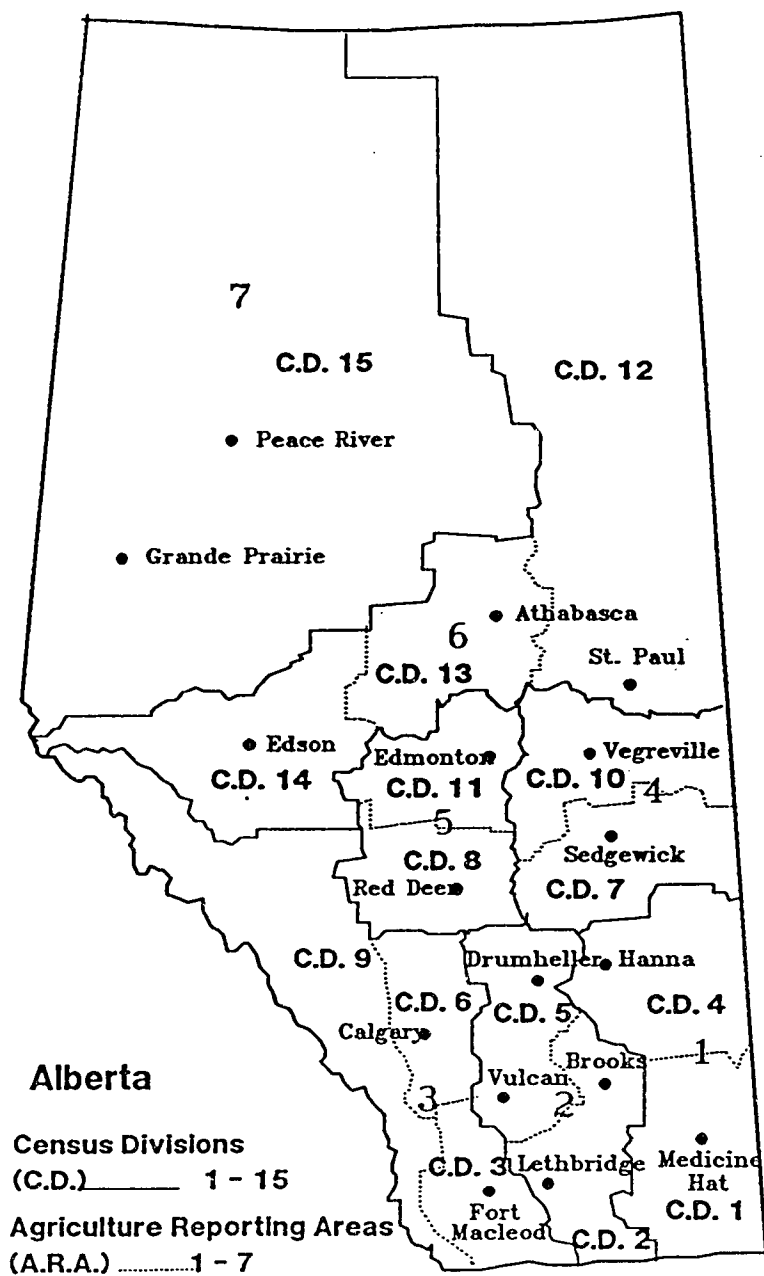 7
C.D. 15
C.D. 12
Peace River
Grande Prairie
Athabasca
6
St. Paul
C.D. 13
Edson
Edmonton
Vegreville
C.D. 14
C.D. 11
C.D. 10
4
5
Sedgewick
C.D. 8
Red Deer
C.D. 7
C.D. 9
Drumheller
Hanna
C.D. 6
C.D. 5
C.D. 4
Calgary
1
Brooks
Alberta
Vulcan
3
2
Census Divisions
(C.D.) 1 - 15
C.D. 3
Lethbridge
Medicine
Hat
Fort
Macleod
C.D. 1
Agriculture Reporting Areas
(A.R.A.) ..........1 - 7
C.D. 2